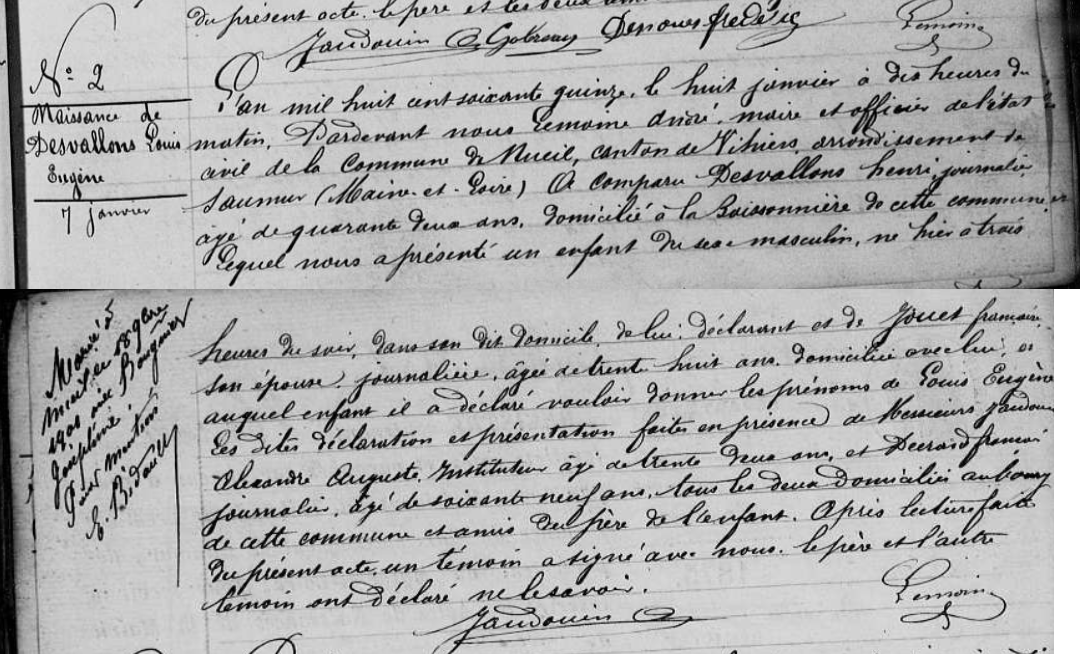 du présent acte. le père et les deux
Jaudouin Gobreau Desnoues frédéric Lemoine
N° 2
Naissance de
Desvallons Louis
Eugène
7 janvier
L'an mil huit cent soixante quinze, le huit janvier à dix heures du
matin, Pardevant nous Lemoine andré, maire et officier de l'état
civil de la Commune de Nueil, canton de Vihiers, arrondissement de
Saumur (Maine-et-Loire) A comparu Desvallons henri, journalier
âgé de quarante deux ans, domicilié à la Boissonnière de cette commune,
Lequel nous a présenté un enfant du sexe masculin, né hier à trois
Marié à
Nueil le 18 9bre
1901 avec
Joséphine
Pour mention
E. Bidault
heures du soir, dans son dit domicile, de lui déclarant et de Jouet françoise,
son épouse, journalière, âgée de trente huit ans, domiciliée avec lui, et
auquel enfant il a déclaré vouloir donner les prénoms de Louis Eugène
Les dites déclaration et présentation faites en présence de Messieurs Jaudouin
Alexandre Auguste, Instituteur âgé de trente deux ans, et françois
journalier, âgé de soixante neuf ans, tous les deux domiciliés au bourg
de cette commune et amis du père de l'enfant. Après lecture faite
du présent acte, un témoin a signé avec nous. le père et l'autre
témoin ont déclaré ne le savoir.
Jaudouin Lemoine